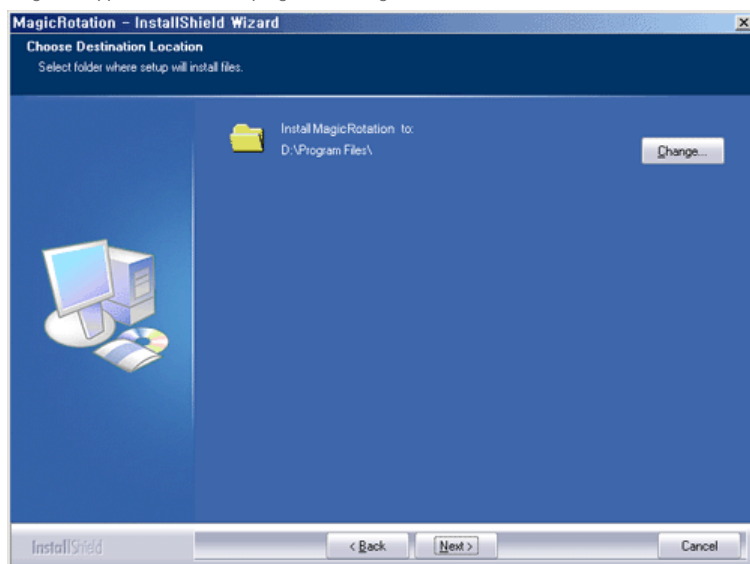 MagicRotation – InstallShield Wizard
Choose Destination Location
Select folder where setup will install files.
Install MagicRotation to:
D:\Program Files\
Change...
InstallShield
< Back
Next >
Cancel